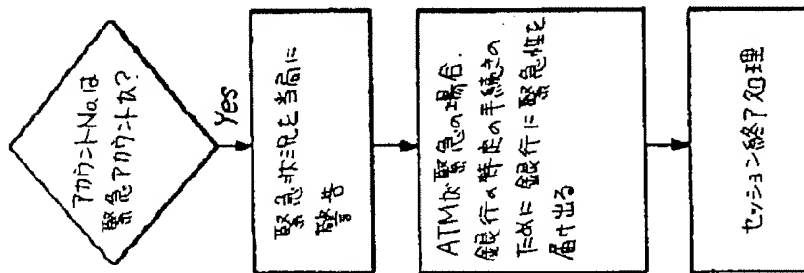 アカウントNo.は
緊急アカウントか?
Yes
緊急状況を当局に
警告
ATMが緊急の場合、
銀行の特定の手続きの
ために銀行に緊急性を
届け出る
セッション終了処理